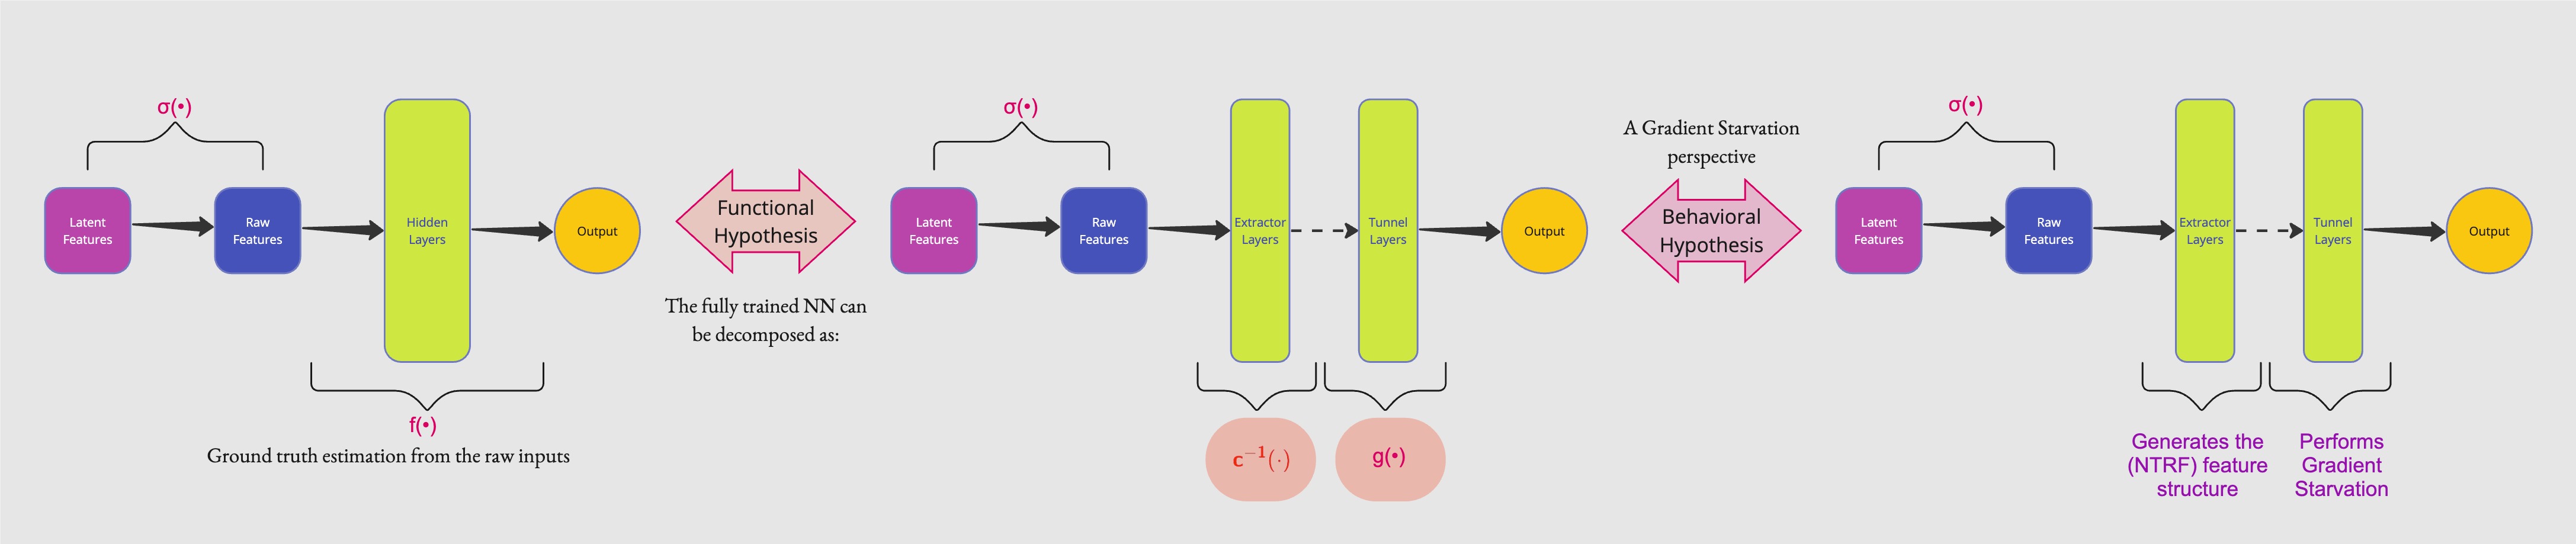 σ(•)
Latent
Features
Raw
Features
Hidden
Layers
Output
f(•)
Ground truth estimation from the raw inputs
Functional
Hypothesis
The fully trained NN can
be decomposed as:
σ(•)
Latent
Features
Raw
Features
Extractor
Layers
Tunnel
Layers
Output
c⁻¹(·)
g(•)
A Gradient Starvation
perspective
Behavioral
Hypothesis
σ(•)
Latent
Features
Raw
Features
Extractor
Layers
Tunnel
Layers
Output
Generates the
(NTRF) feature
structure
Performs
Gradient
Starvation